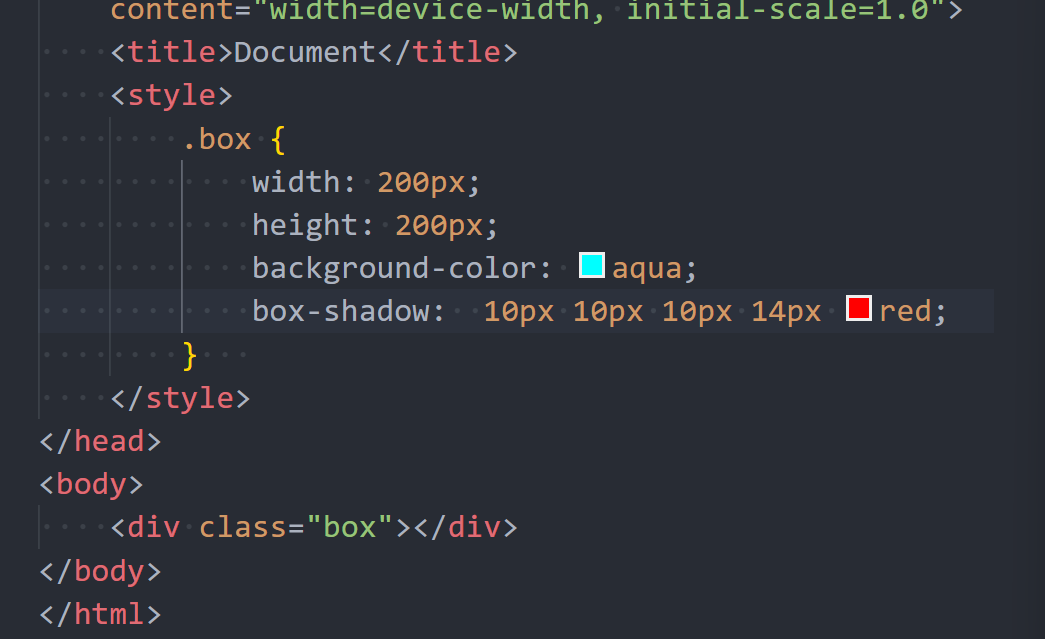 content="width=device-width, initial-scale=1.0">
<title>Document</title>
<style>
.box {
width: 200px;
height: 200px;
background-color: aqua;
box-shadow:  10px 10px 10px 14px red;
}
</style>
</head>
<body>
<div class="box"></div>
</body>
</html>